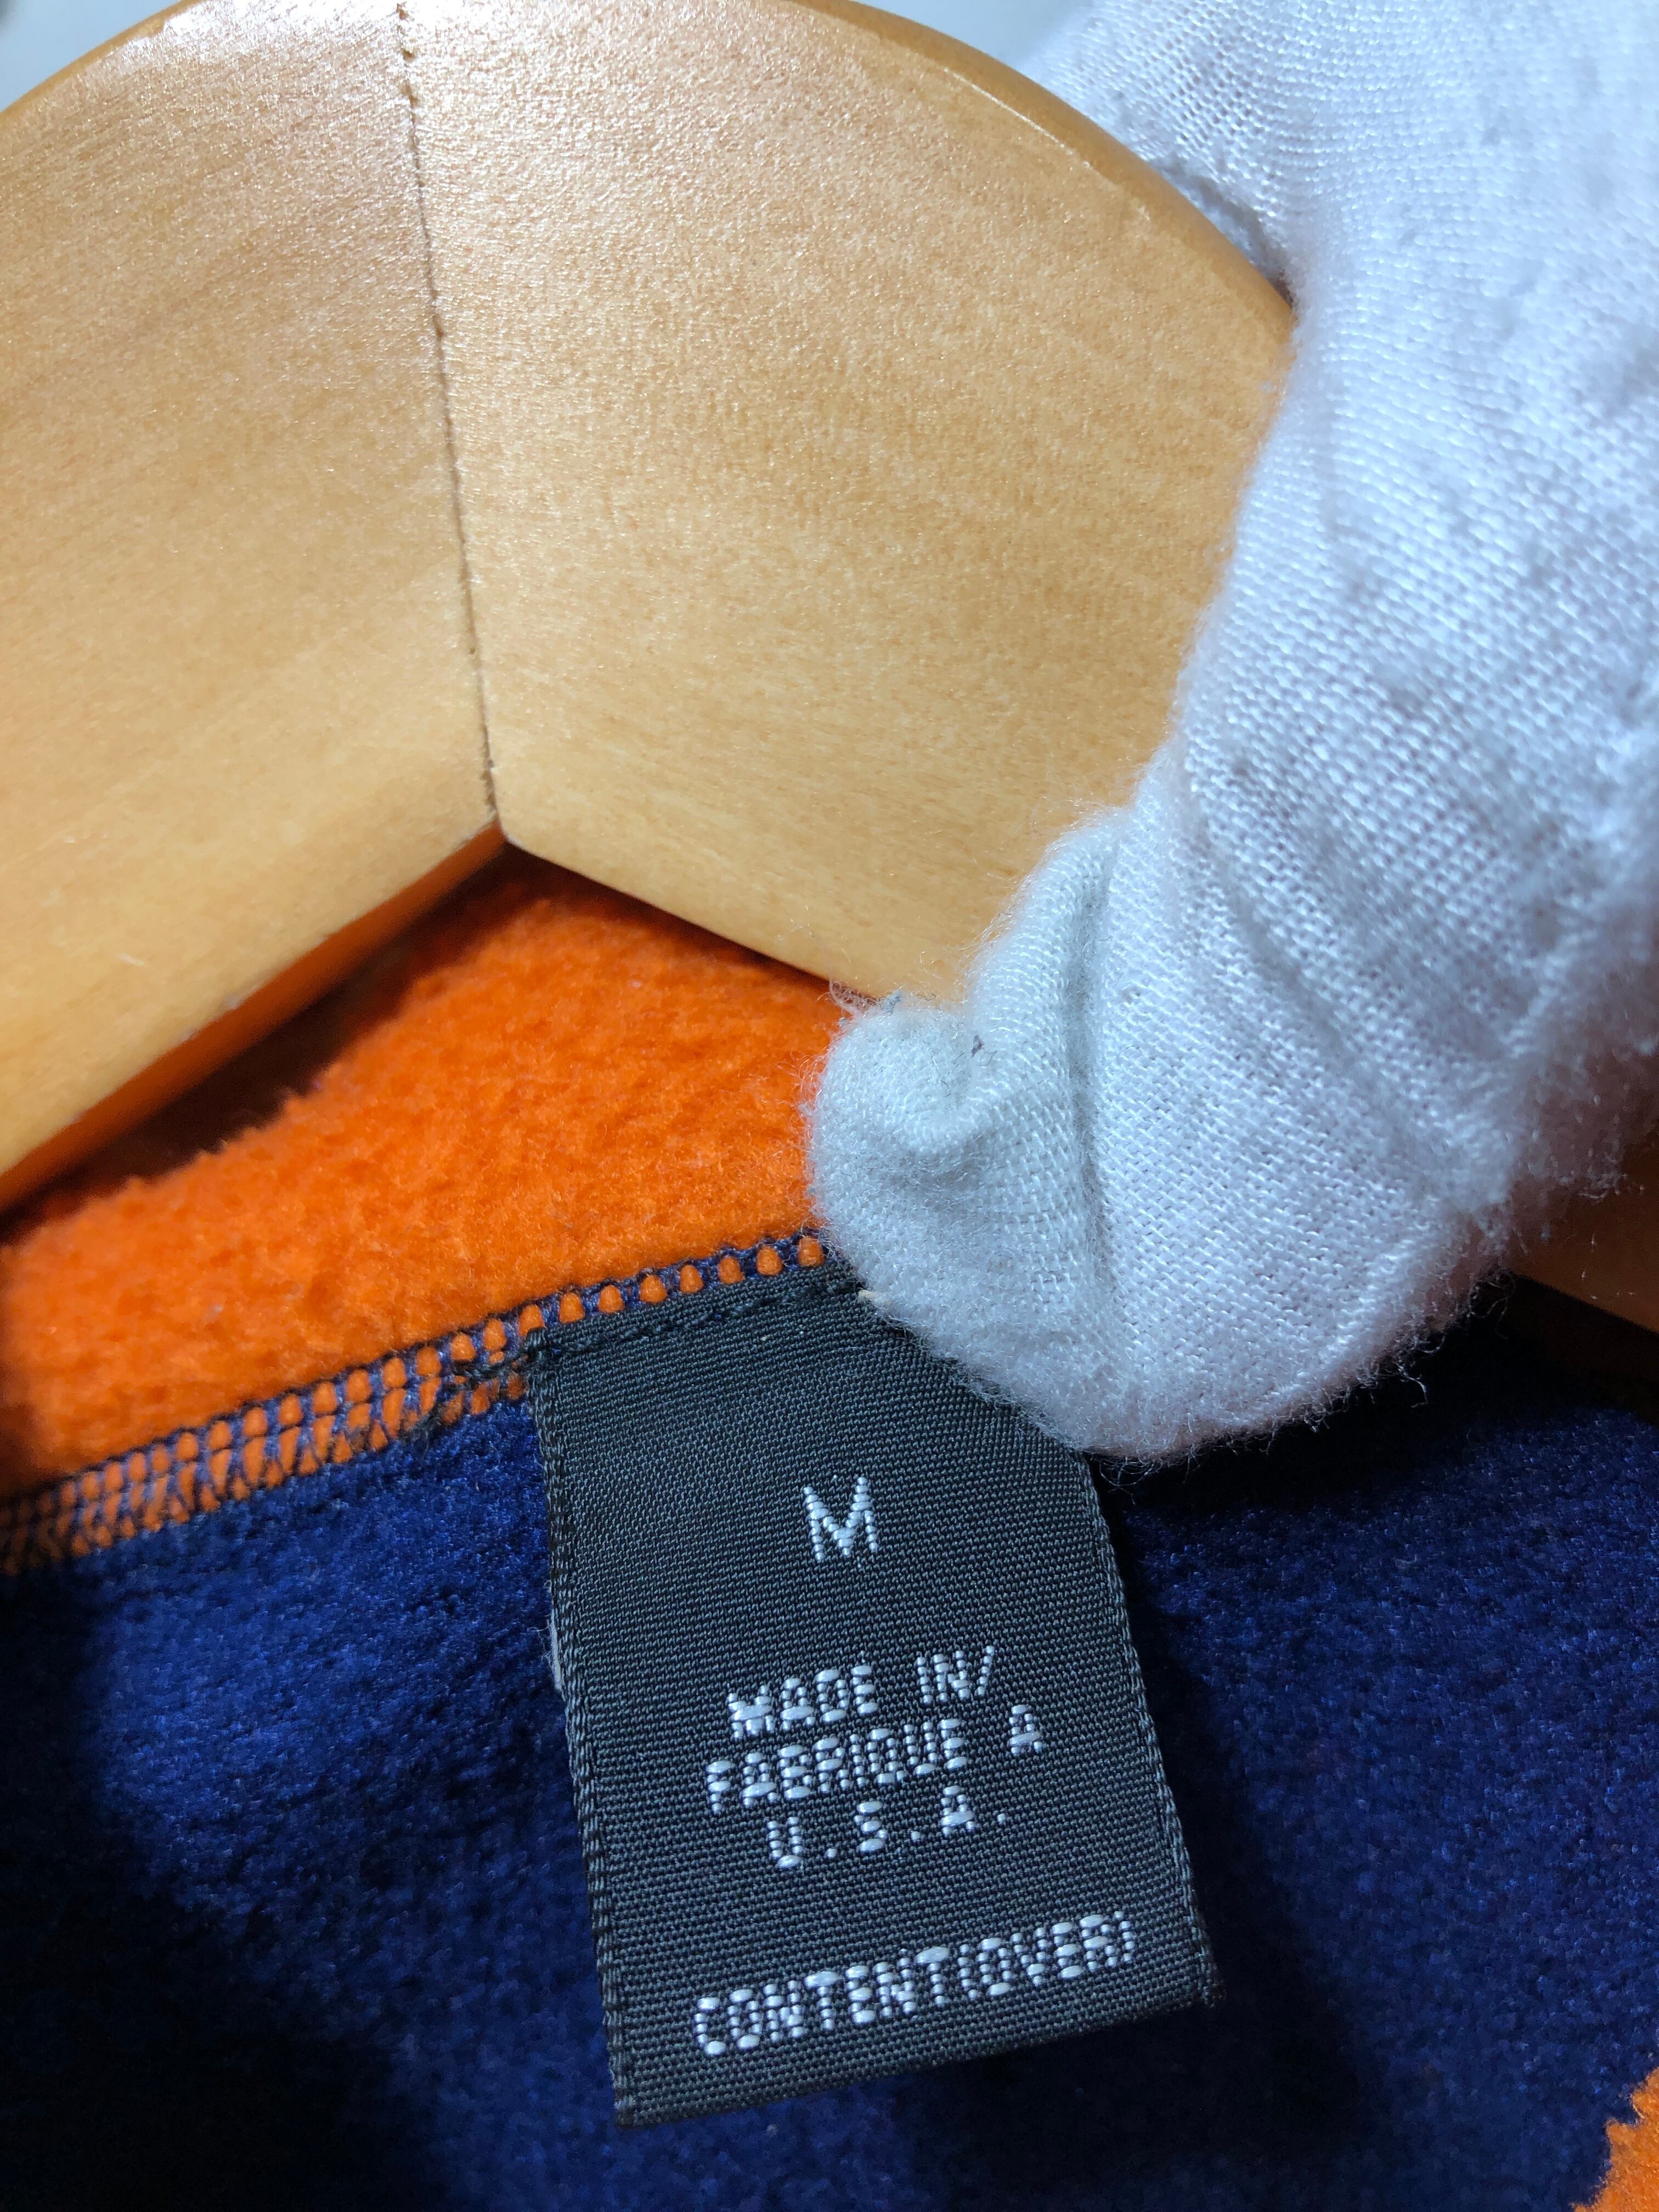 M
MADE IN/
FABRIQUE A
U.S.A.
CONTENT(OVER)